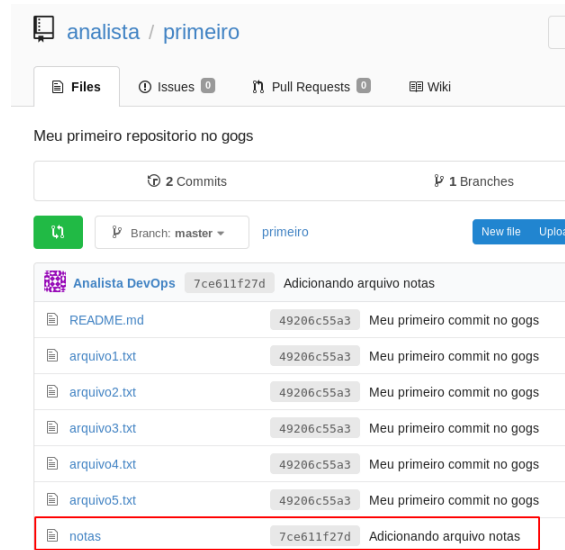 analista / primeiro
Files Issues 0 Pull Requests 0 Wiki
Meu primeiro repositorio no gogs
2 Commits 1 Branches
Branch: master primeiro New file
Analista DevOps 7ce611f27d Adicionando arquivo notas
README.md 49206c55a3 Meu primeiro commit no gogs
arquivo1.txt 49206c55a3 Meu primeiro commit no gogs
arquivo2.txt 49206c55a3 Meu primeiro commit no gogs
arquivo3.txt 49206c55a3 Meu primeiro commit no gogs
arquivo4.txt 49206c55a3 Meu primeiro commit no gogs
arquivo5.txt 49206c55a3 Meu primeiro commit no gogs
notas 7ce611f27d Adicionando arquivo notas